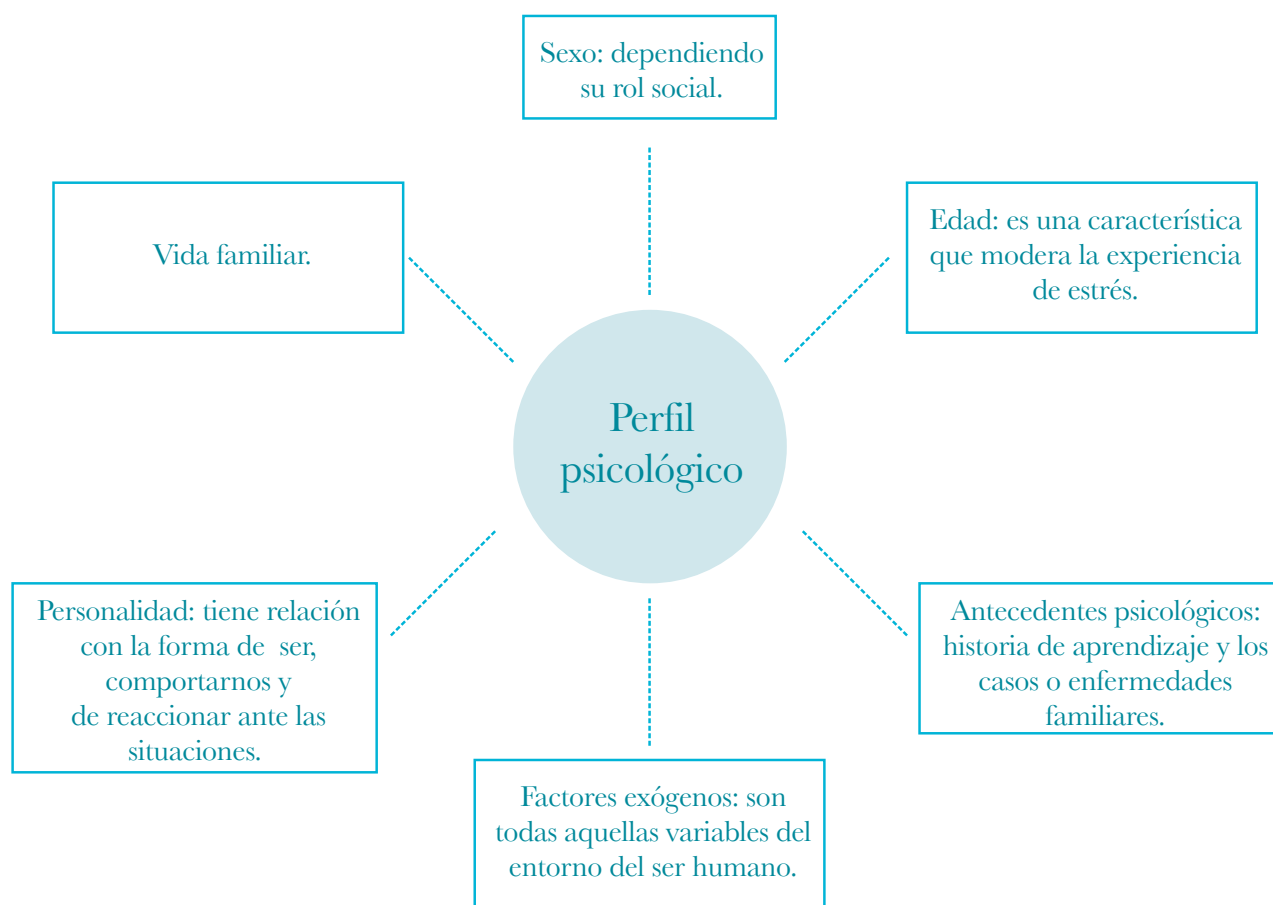 Sexo: dependiendo
su rol social.
Vida familiar.
Edad: es una característica
que modera la experiencia
de estrés.
Perfil
psicológico
Personalidad: tiene relación
con la forma de  ser,
comportarnos y
de reaccionar ante las
situaciones.
Antecedentes psicológicos:
historia de aprendizaje y los
casos o enfermedades
familiares.
Factores exógenos: son
todas aquellas variables del
entorno del ser humano.